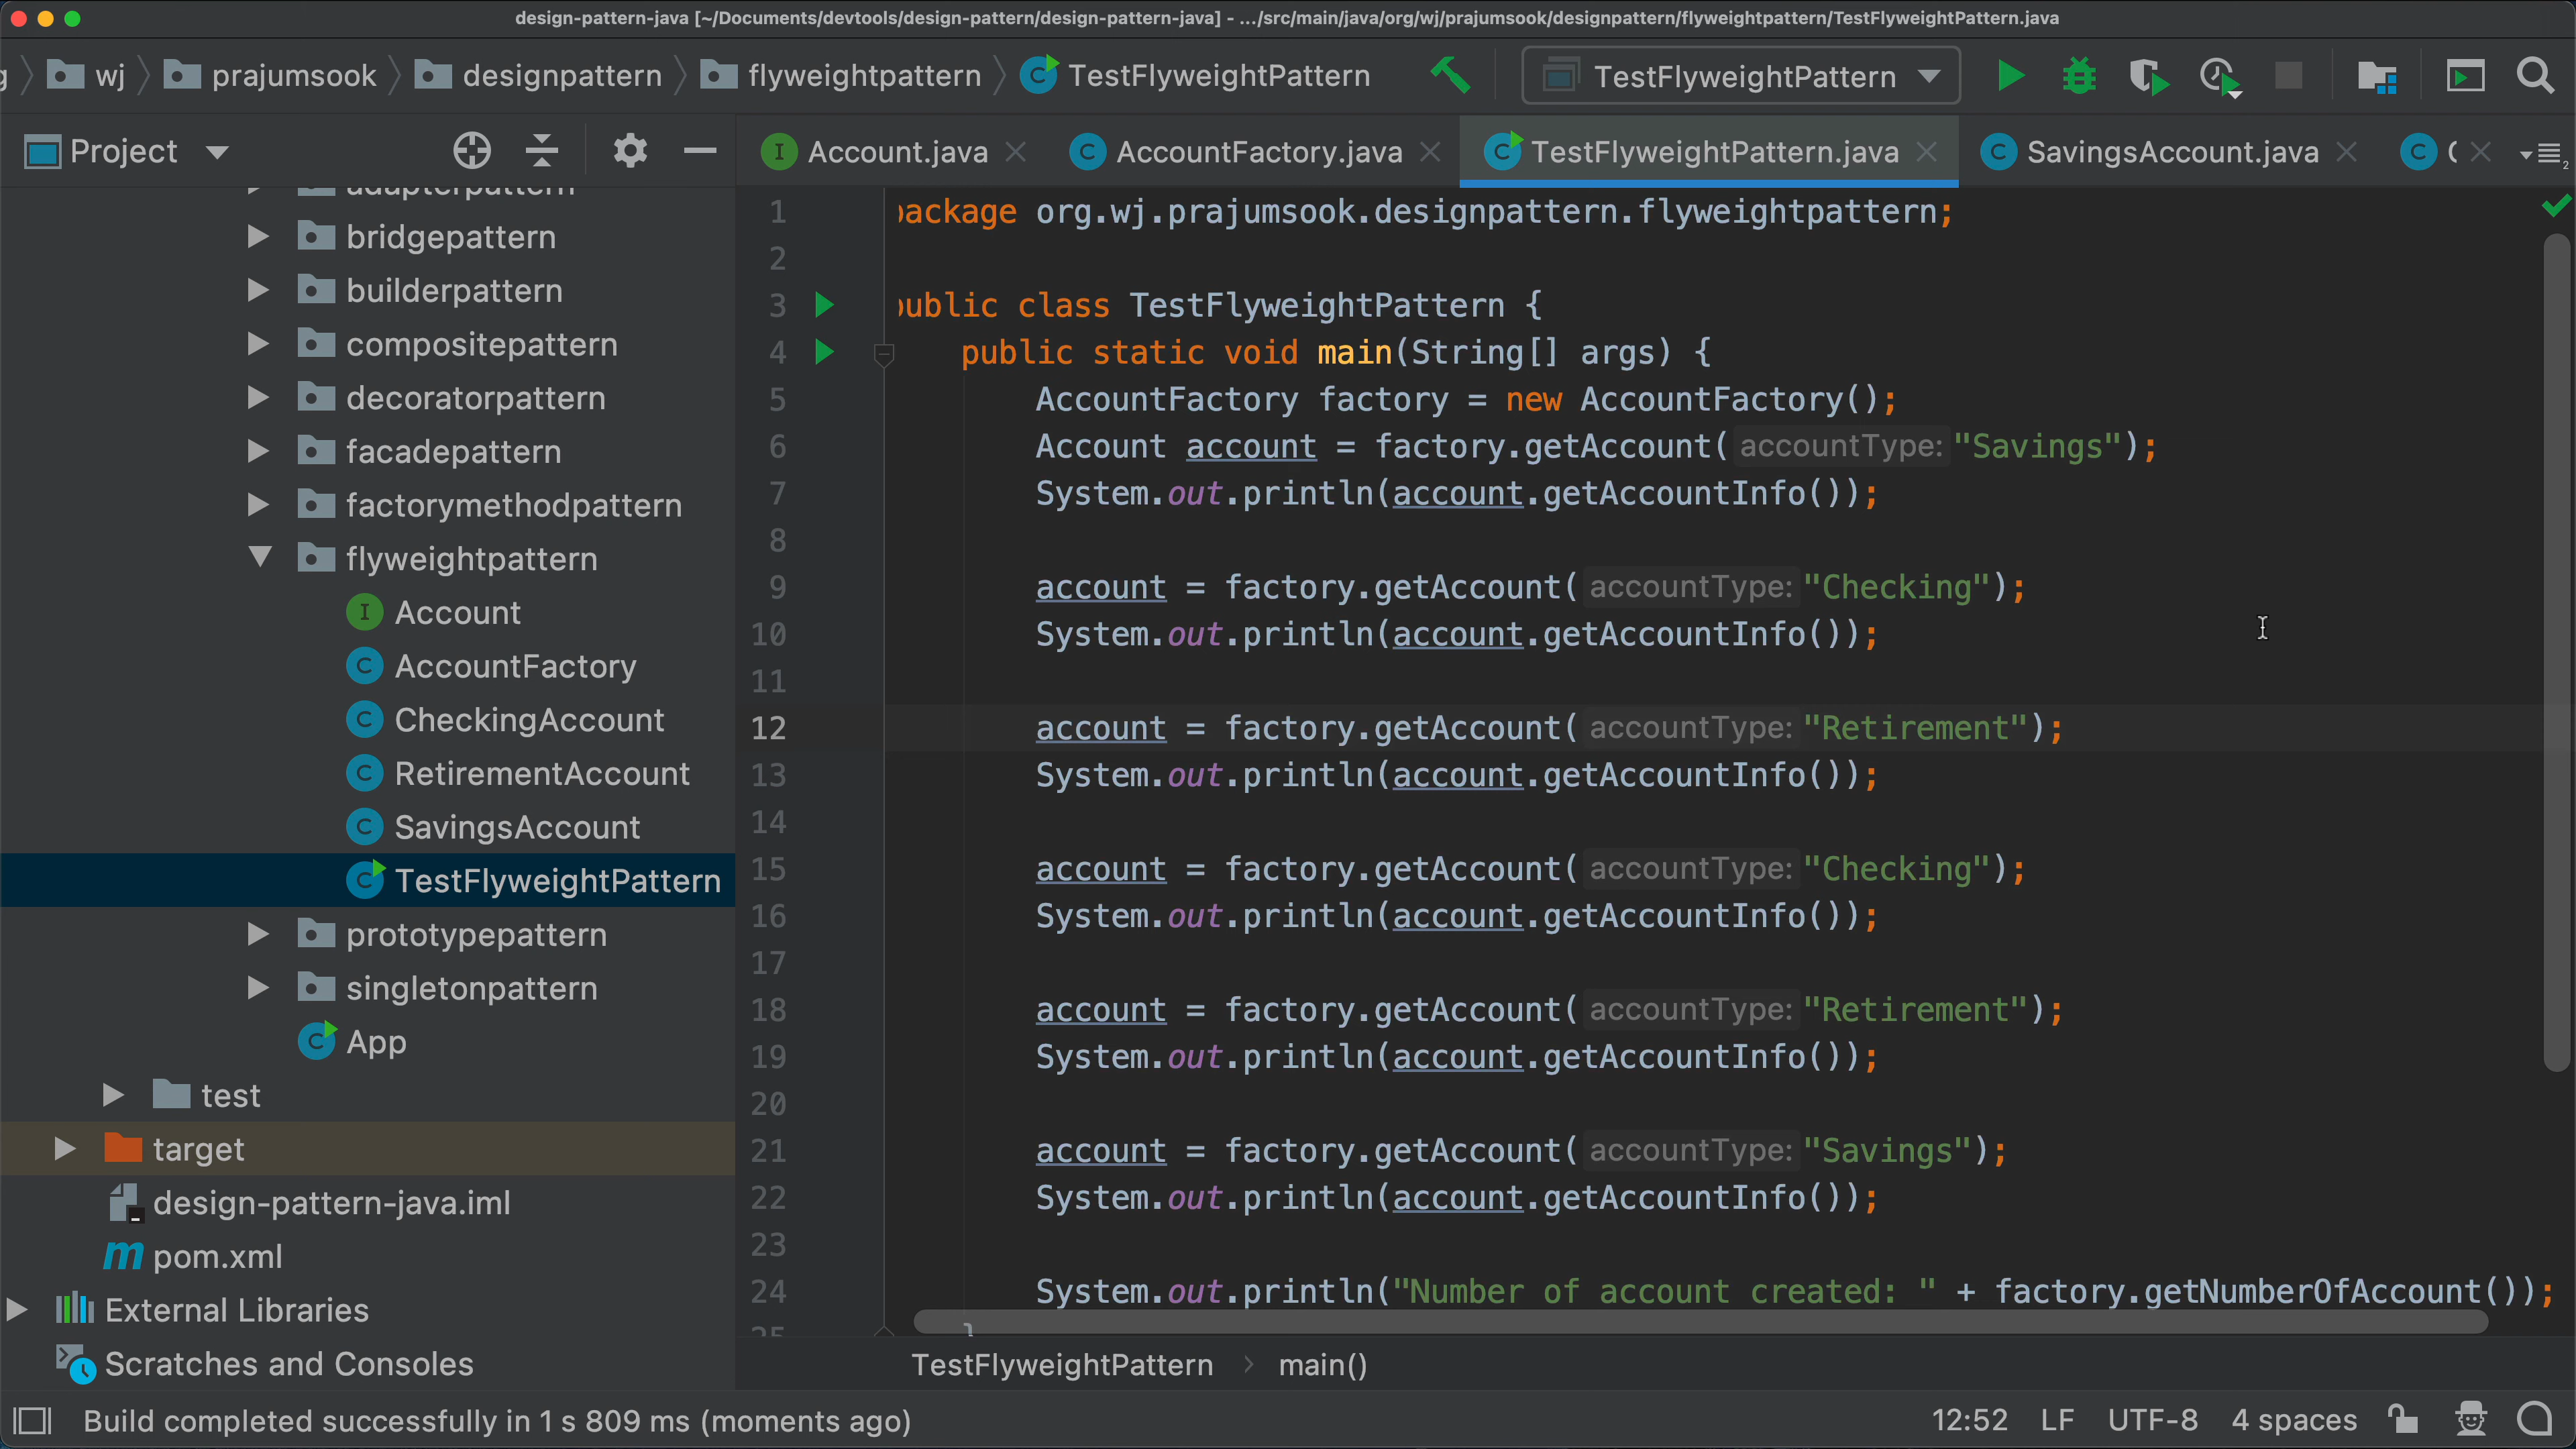 design-pattern-java [~/Documents/devtools/design-pattern/design-pattern-java] - .../src/main/java/org/wj/prajumsook/designpattern/flyweightpattern/TestFlyweightPattern.java
wj prajumsook designpattern flyweightpattern TestFlyweightPattern TestFlyweightPattern
Project
Account.java AccountFactory.java TestFlyweightPattern.java SavingsAccount.java
adapterpattern
bridgepattern
builderpattern
compositepattern
decoratorpattern
facadepattern
factorymethodpattern
flyweightpattern
Account
AccountFactory
CheckingAccount
RetirementAccount
SavingsAccount
TestFlyweightPattern
prototypepattern
singletonpattern
App
test
target
design-pattern-java.iml
pom.xml
External Libraries
Scratches and Consoles
1 package org.wj.prajumsook.designpattern.flyweightpattern;
2
3 public class TestFlyweightPattern {
4 public static void main(String[] args) {
5 AccountFactory factory = new AccountFactory();
6 Account account = factory.getAccount( accountType: "Savings");
7 System.out.println(account.getAccountInfo());
8
9 account = factory.getAccount( accountType: "Checking");
10 System.out.println(account.getAccountInfo());
11
12 account = factory.getAccount( accountType: "Retirement");
13 System.out.println(account.getAccountInfo());
14
15 account = factory.getAccount( accountType: "Checking");
16 System.out.println(account.getAccountInfo());
17
18 account = factory.getAccount( accountType: "Retirement");
19 System.out.println(account.getAccountInfo());
20
21 account = factory.getAccount( accountType: "Savings");
22 System.out.println(account.getAccountInfo());
23
24 System.out.println("Number of account created: " + factory.getNumberOfAccount());
25 }
TestFlyweightPattern > main()
Build completed successfully in 1 s 809 ms (moments ago)
12:52 LF UTF-8 4 spaces